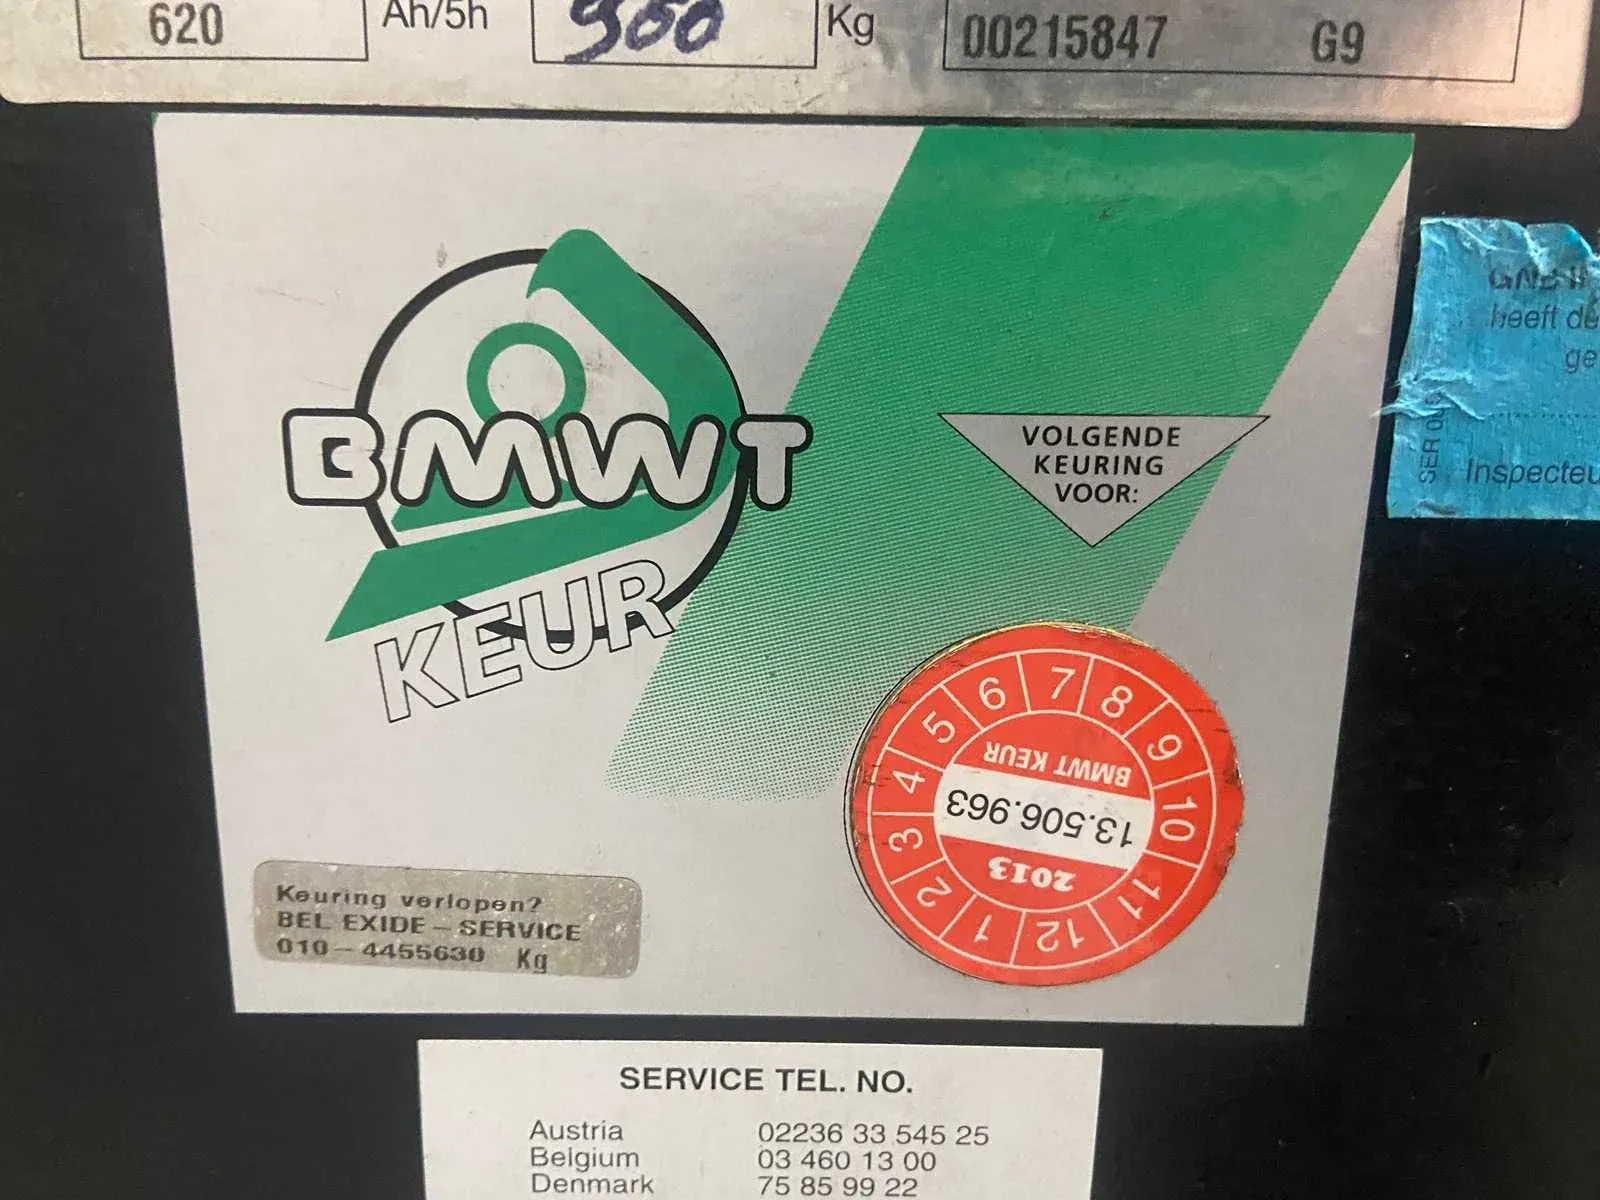 620 Ah/5h 900 Kg 00215847 G9
BMWT
KEUR
VOLGENDE
KEURING
VOOR:
heeft de
ge
Inspecteu
1 2 3 4 5 6 7 8 9 10 11 12
BMWT KEUR
13.506.963
2013
Keuring verlopen?
BEL EXIDE - SERVICE
010-4455630 Kg
SERVICE TEL. NO.
Austria 02236 33 545 25
Belgium 03 460 13 00
Denmark 75 85 99 22